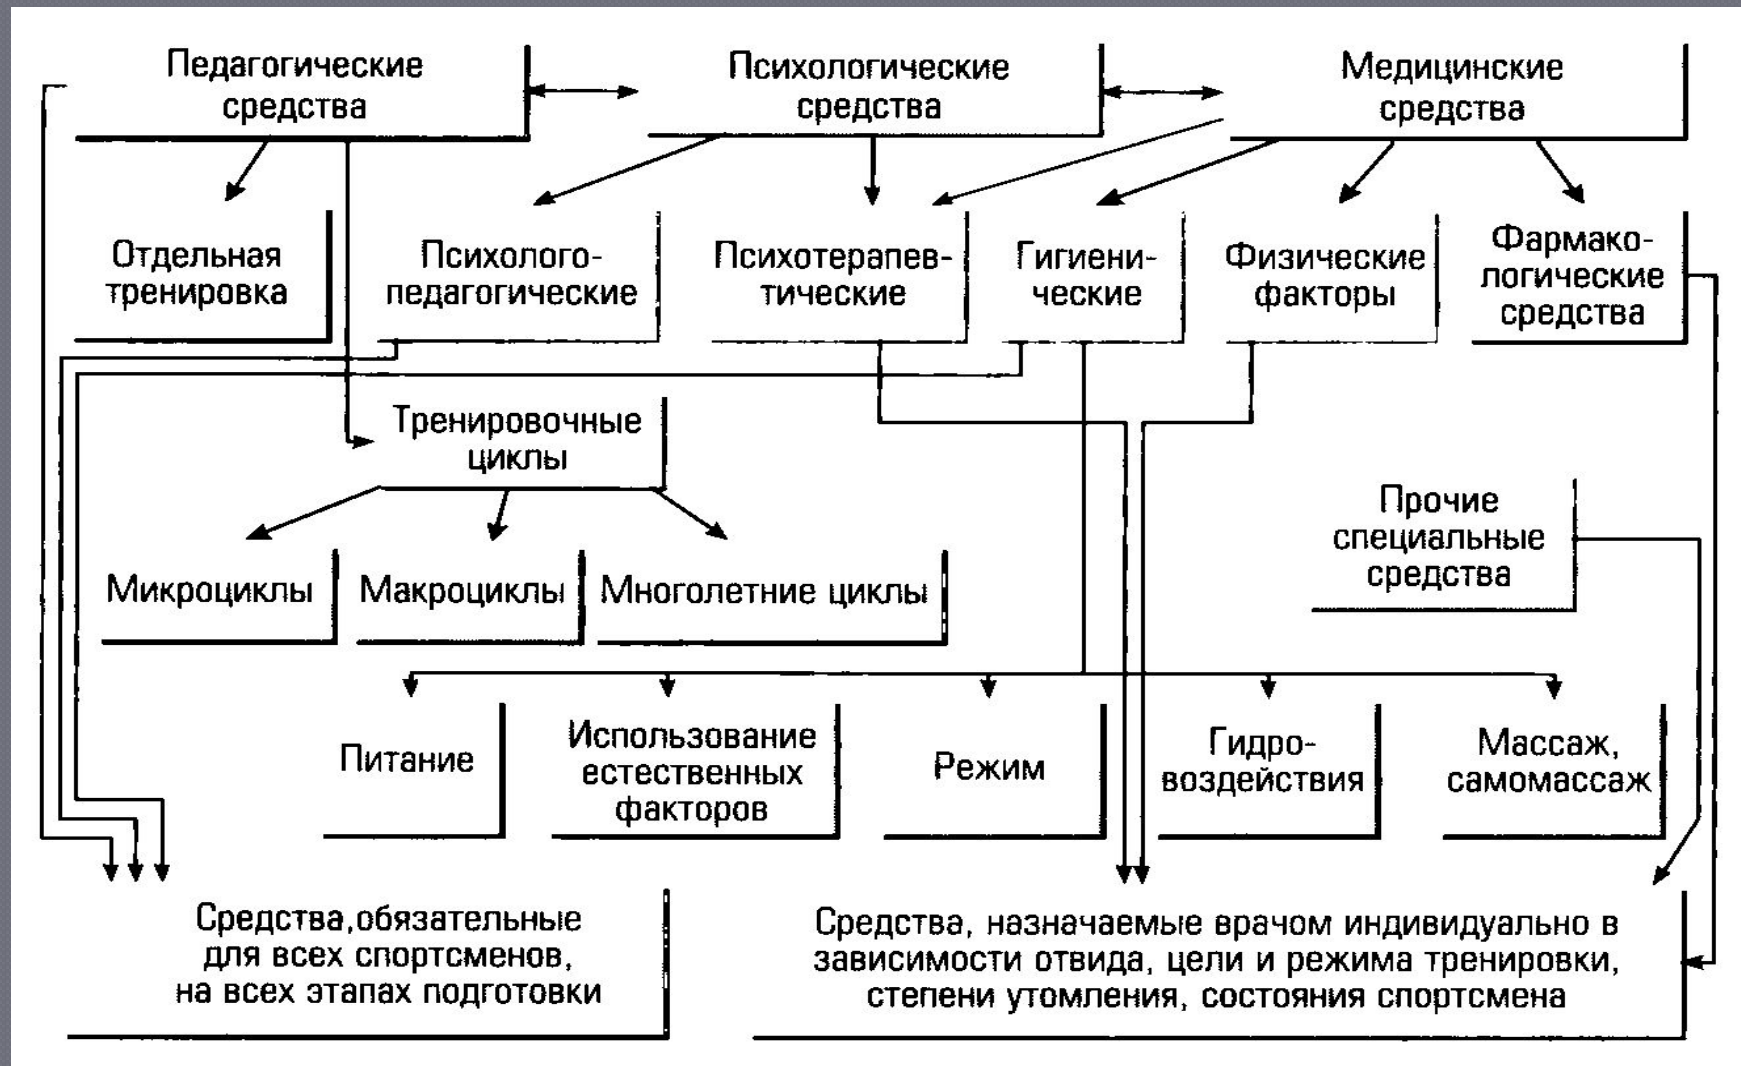 Педагогические
средства
Психологические
средства
Медицинские
средства
Отдельная
тренировка
Психолого-
педагогические
Психотерапев-
тические
Гигиени-
ческие
Физические
факторы
Фармако-
логические
средства
Тренировочные
циклы
Прочие
специальные
средства
Микроциклы
Макроциклы
Многолетние циклы
Питание
Использование
естественных
факторов
Режим
Гидро-
воздействия
Массаж,
самомассаж
Средства,обязательные
для всех спортсменов,
на всех этапах подготовки
Средства, назначаемые врачом индивидуально в
зависимости отвида, цели и режима тренировки,
степени утомления, состояния спортсмена